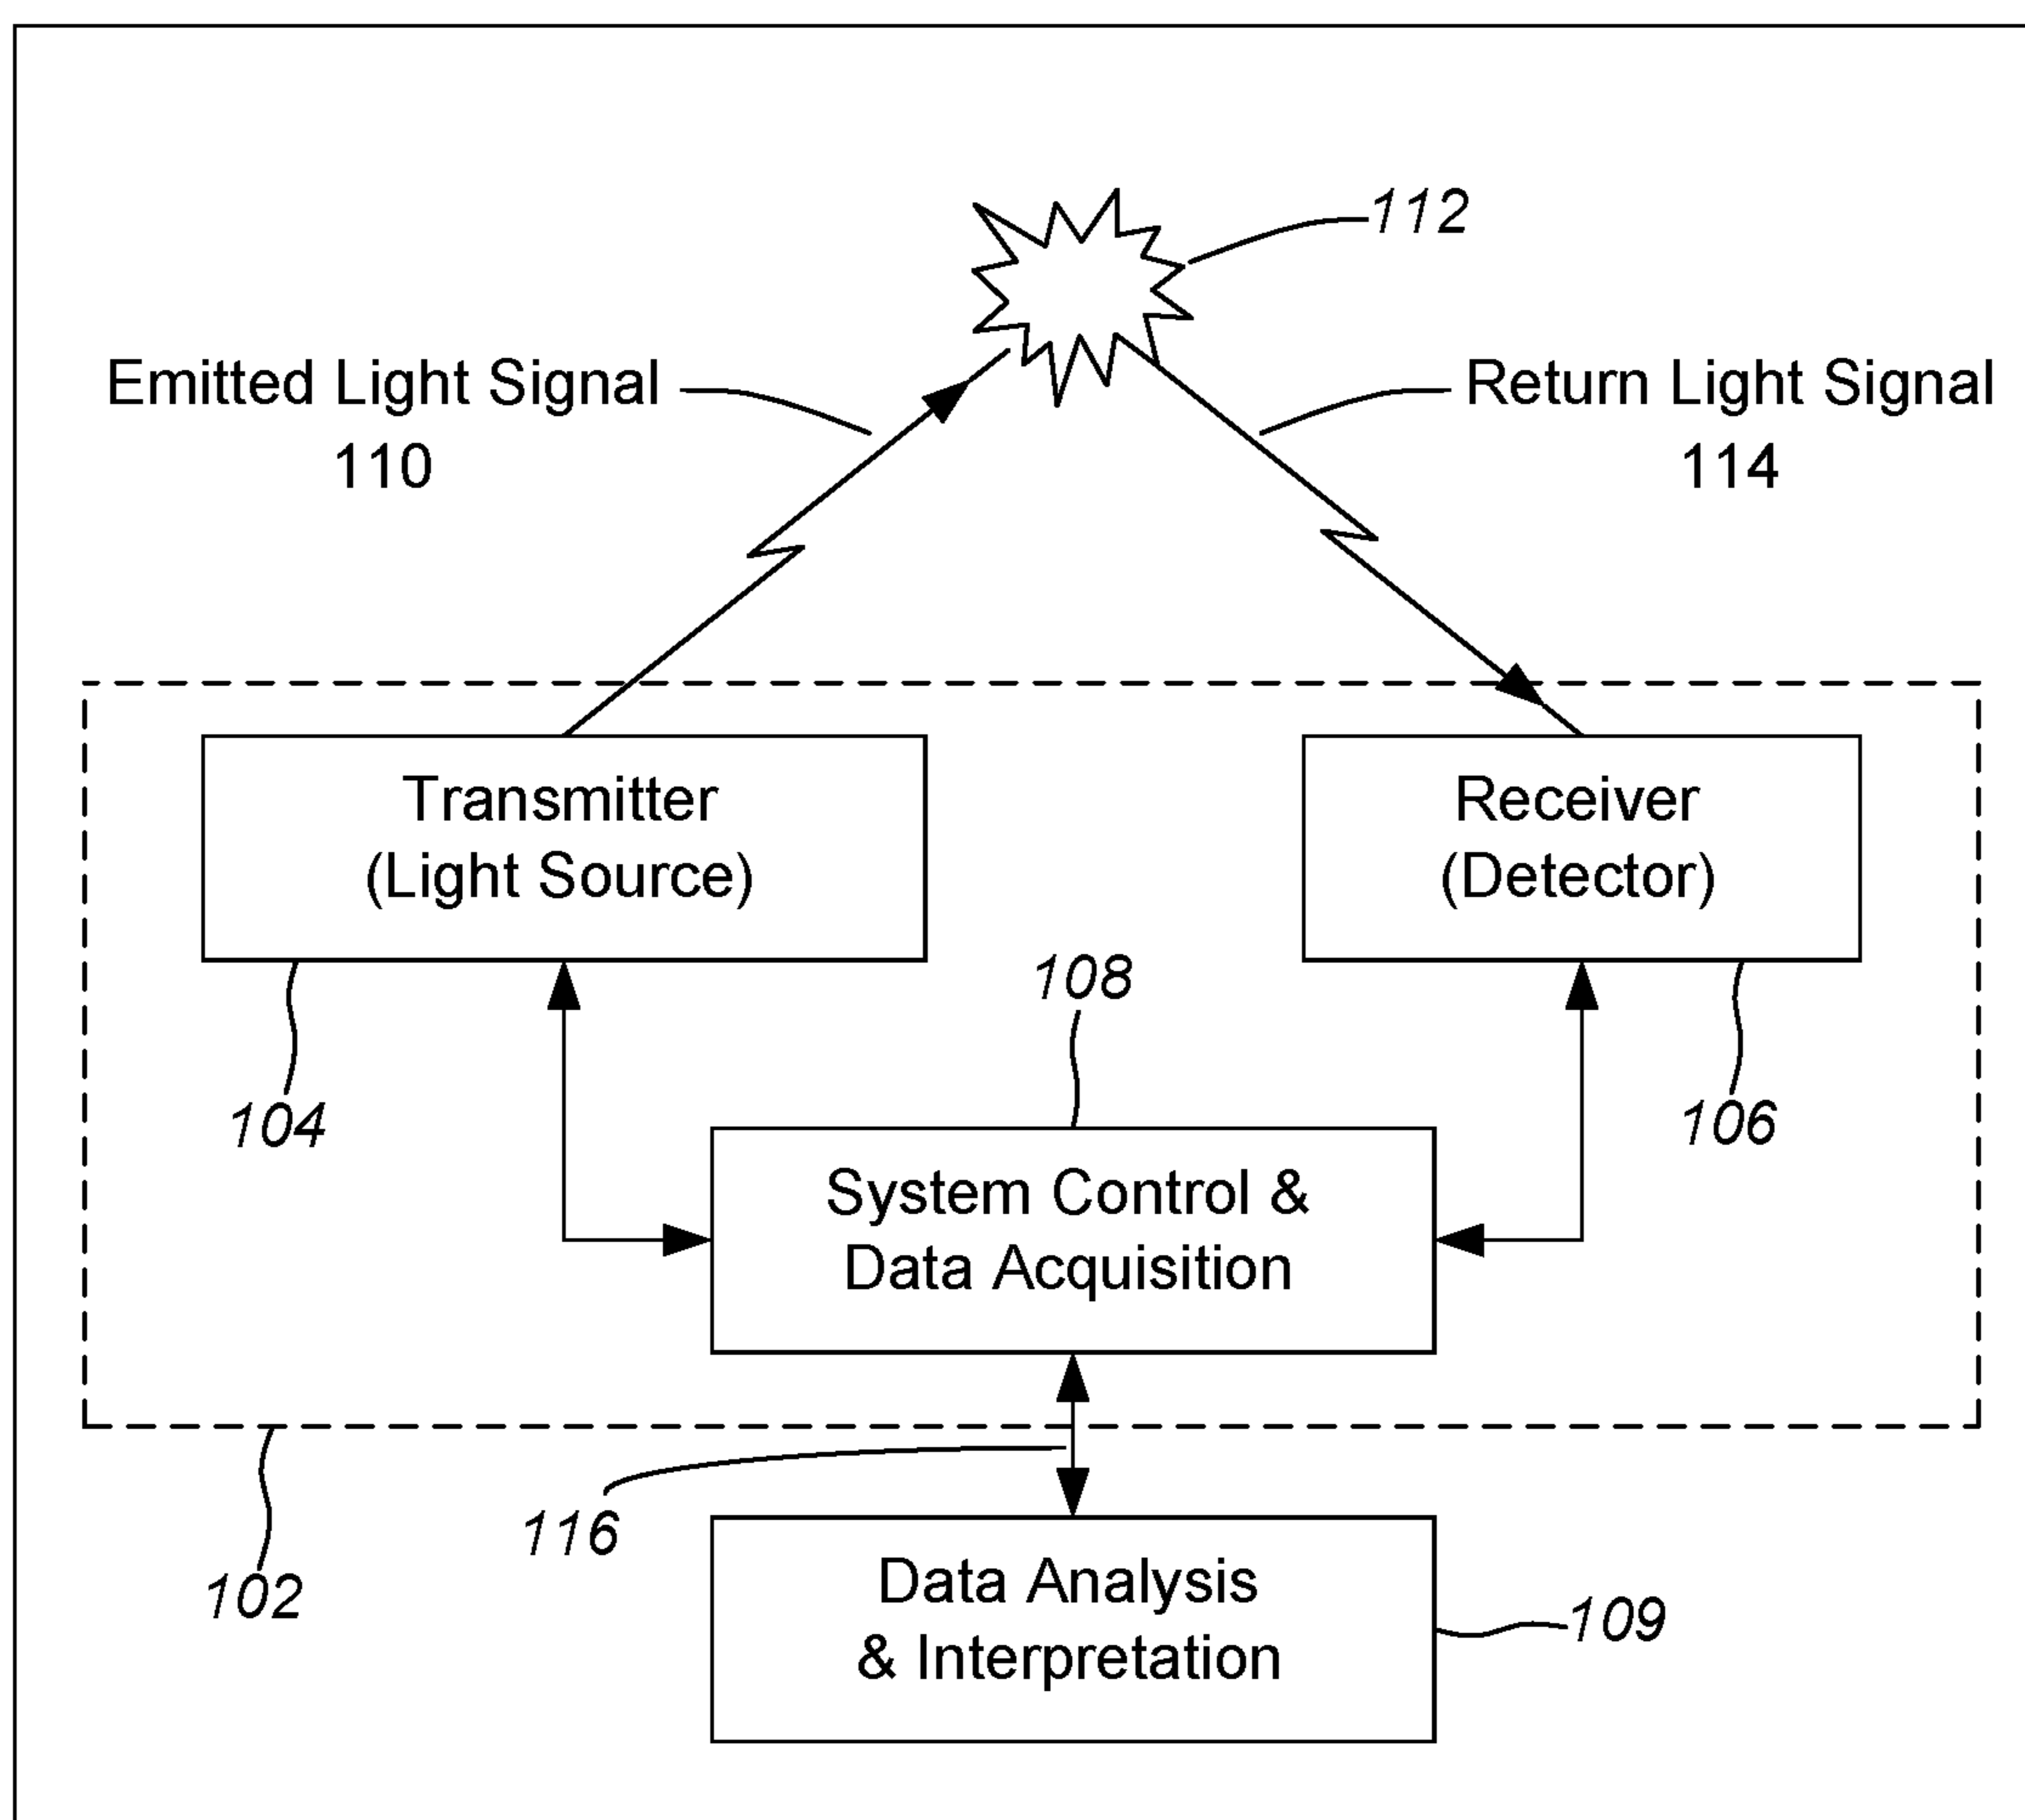 112
Emitted Light Signal
110
Return Light Signal
114
Transmitter
(Light Source)
Receiver
(Detector)
108
104
106
System Control &
Data Acquisition
116
102
Data Analysis
& Interpretation
109